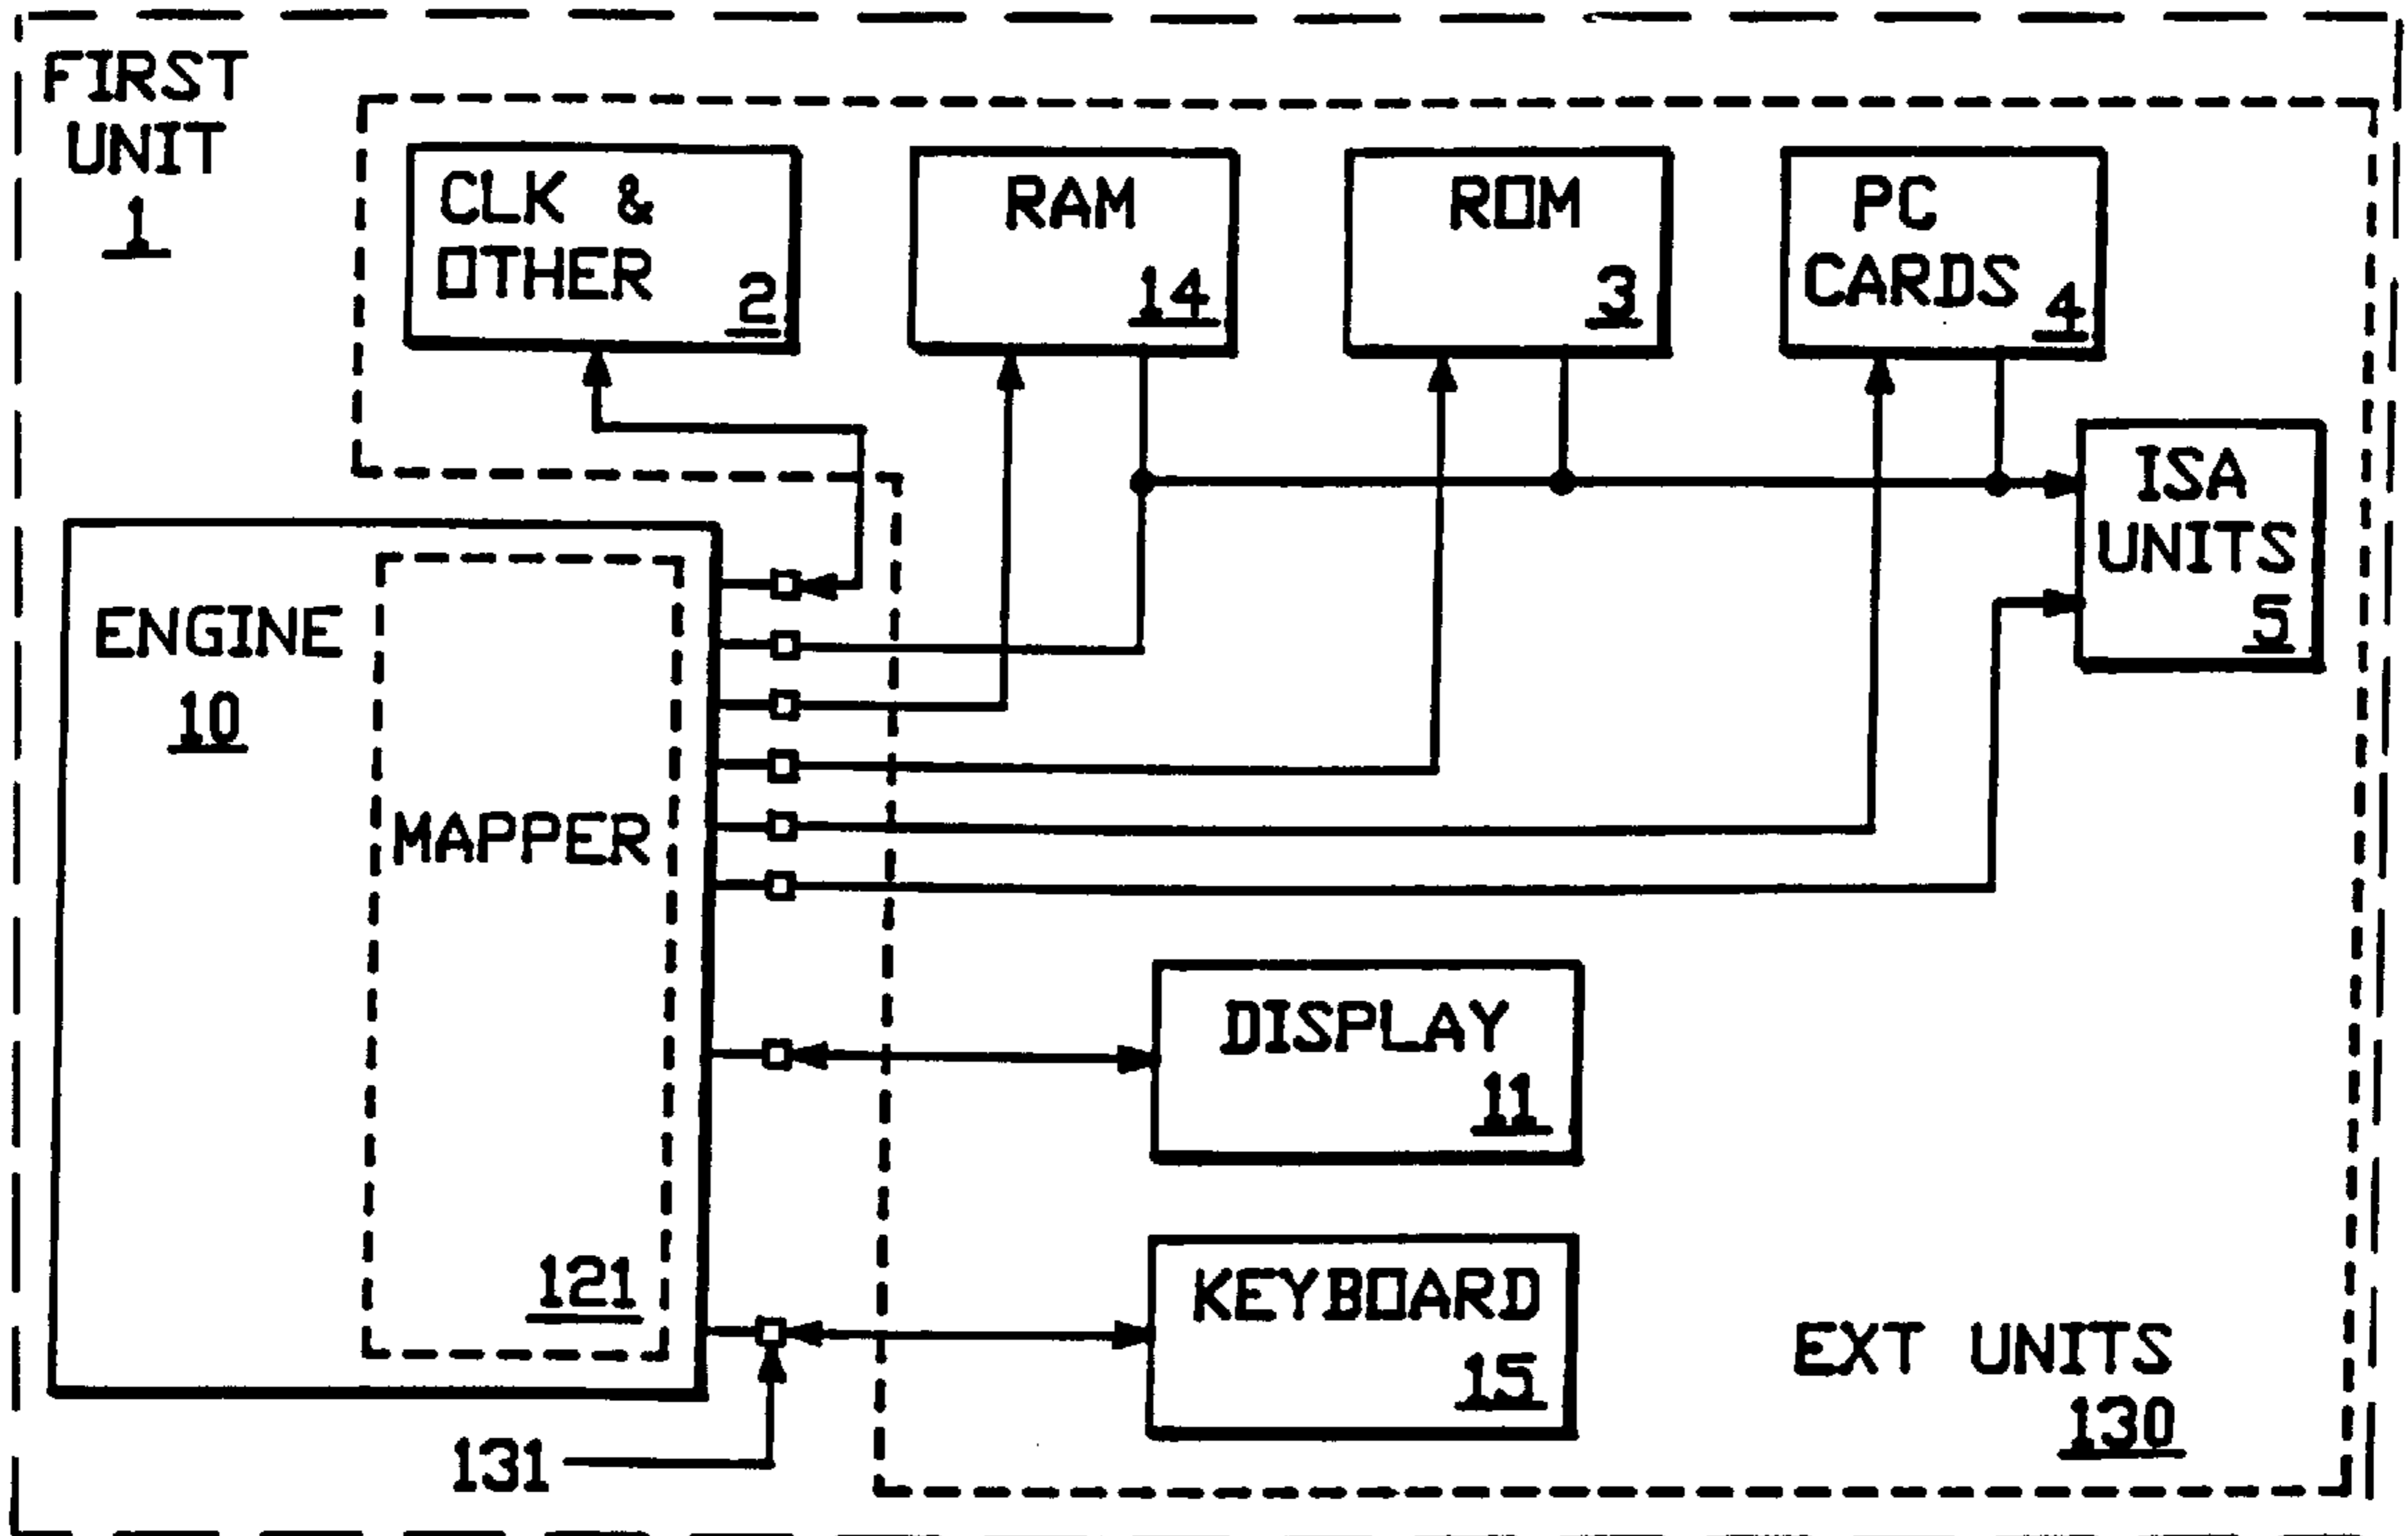 FIRST
UNIT
1
CLK &
OTHER
2
RAM
14
ROM
3
PC
CARDS
4
ISA
UNITS
5
ENGINE
10
MAPPER
121
DISPLAY
11
KEYBOARD
15
EXT UNITS
130
131